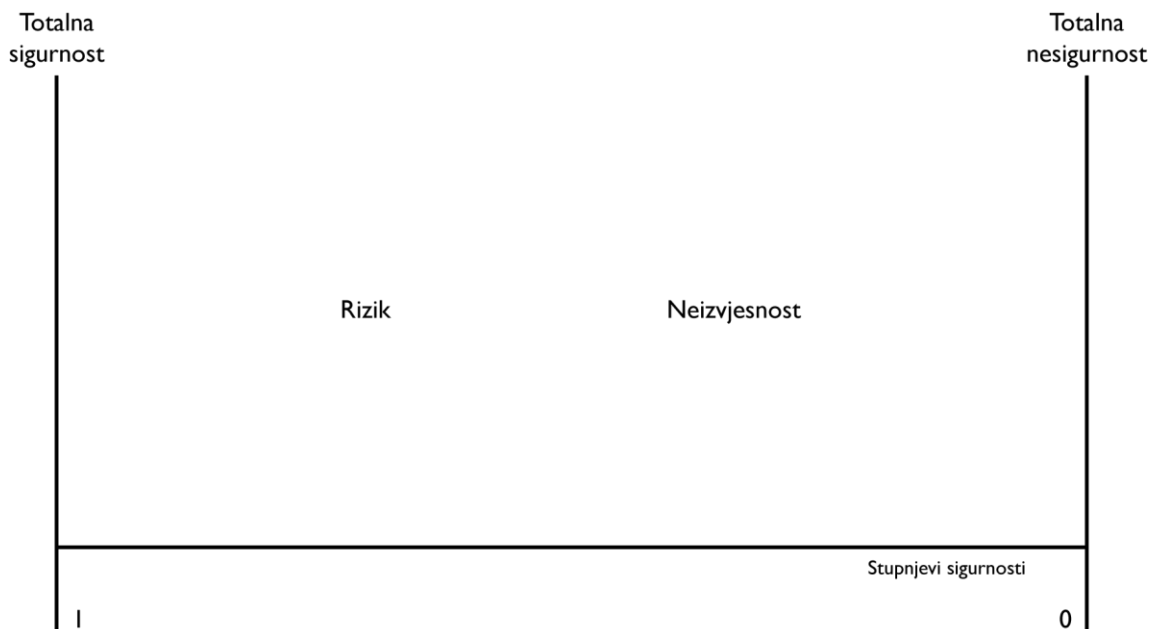 Totalna
sigurnost
Totalna
nesigurnost
Rizik
Neizvjesnost
Stupnjevi sigurnosti
1
0